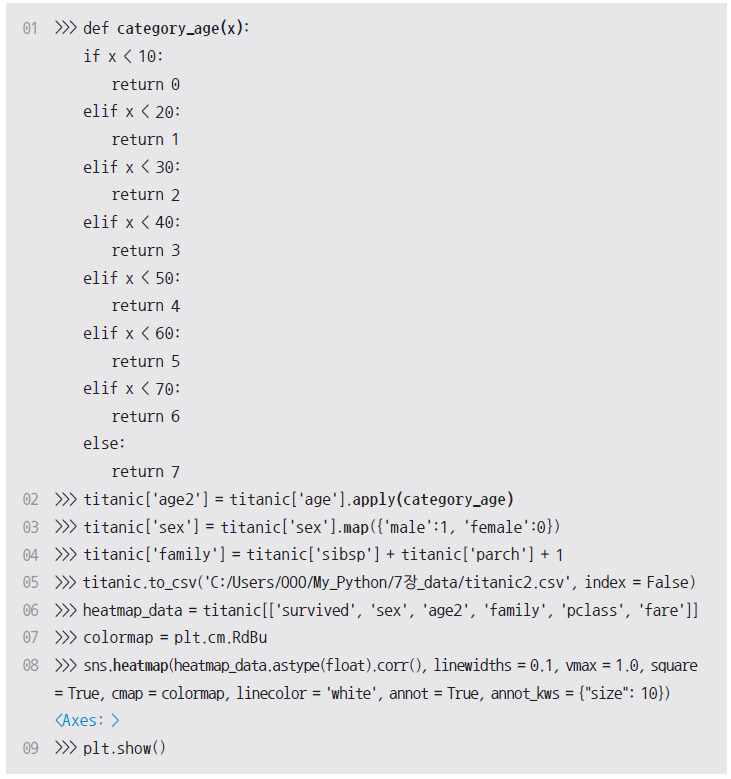 01 >>> def category_age(x):
if x < 10:
return 0
elif x < 20:
return 1
elif x < 30:
return 2
elif x < 40:
return 3
elif x < 50:
return 4
elif x < 60:
return 5
elif x < 70:
return 6
else:
return 7
02 >>> titanic['age2'] = titanic['age'].apply(category_age)
03 >>> titanic['sex'] = titanic['sex'].map({'male':1, 'female':0})
04 >>> titanic['family'] = titanic['sibsp'] + titanic['parch'] + 1
05 >>> titanic.to_csv('C:/Users/OOO/My_Python/7장_data/titanic2.csv', index = False)
06 >>> heatmap_data = titanic[['survived', 'sex', 'age2', 'family', 'pclass', 'fare']]
07 >>> colormap = plt.cm.RdBu
08 >>> sns.heatmap(heatmap_data.astype(float).corr(), linewidths = 0.1, vmax = 1.0, square
= True, cmap = colormap, linecolor = 'white', annot = True, annot_kws = {"size": 10})
<Axes: >
09 >>> plt.show()